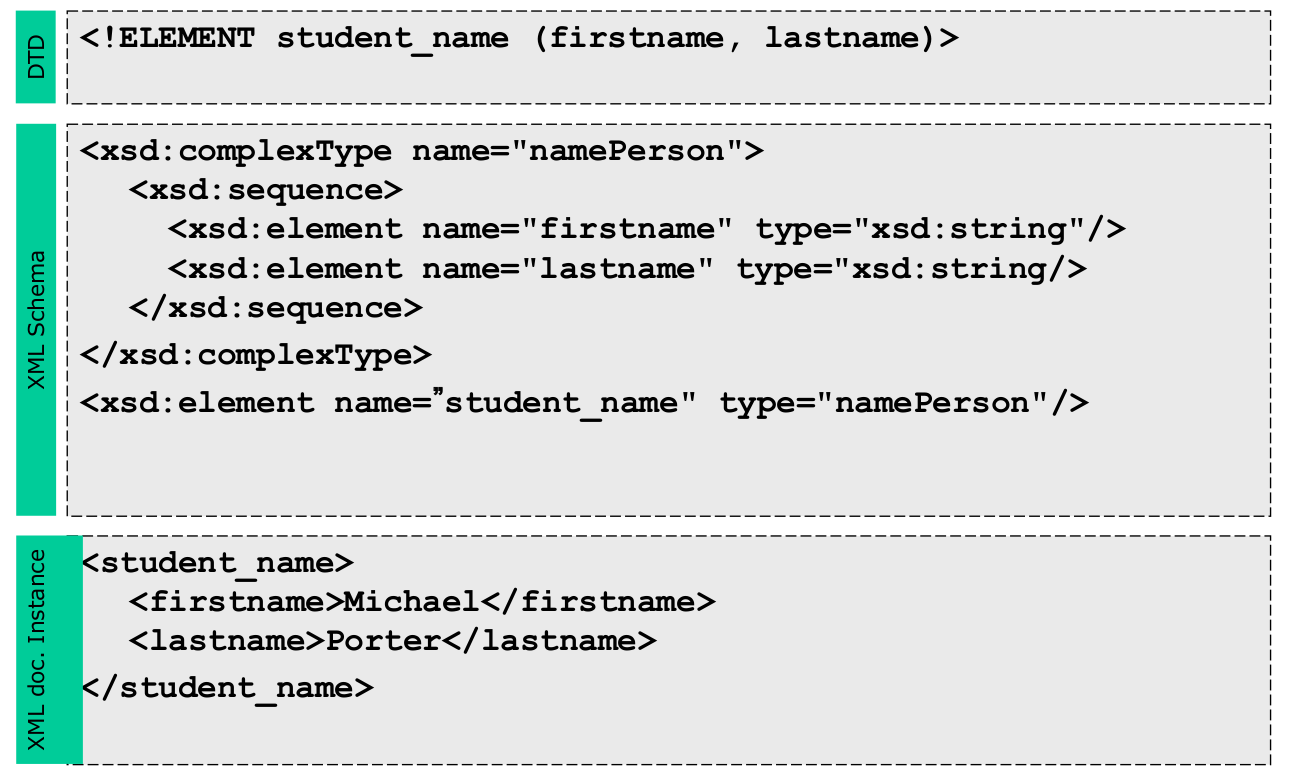 DTD
<!ELEMENT student_name (firstname, lastname)>
XML Schema
<xsd:complexType name="namePerson">
<xsd:sequence>
<xsd:element name="firstname" type="xsd:string"/>
<xsd:element name="lastname" type="xsd:string/>
</xsd:sequence>
</xsd:complexType>
<xsd:element name=”student_name" type="namePerson"/>
XML doc. Instance
<student_name>
<firstname>Michael</firstname>
<lastname>Porter</lastname>
</student_name>